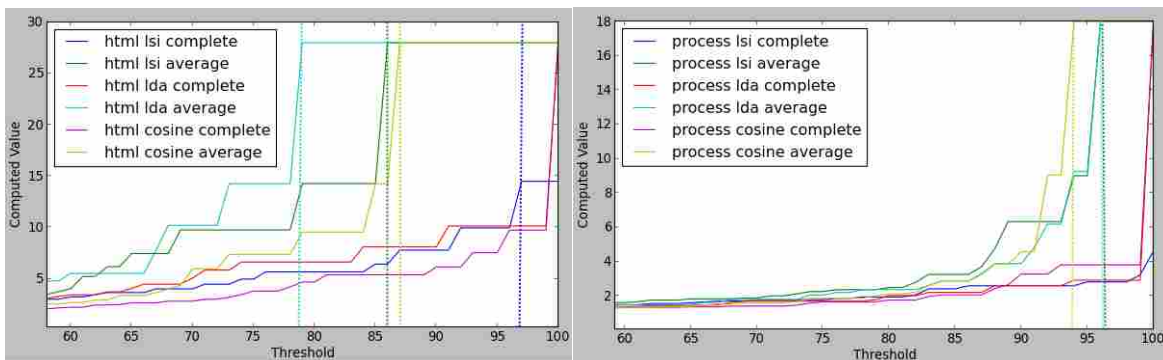 30
25
20
15
10
5
Computed Value
html lsi complete
html lsi average
html lda complete
html lda average
html cosine complete
html cosine average
60 65 70 75 80 85 90 95 100
Threshold
18
16
14
12
10
8
6
4
2
Computed Value
process lsi complete
process lsi average
process lda complete
process lda average
process cosine complete
process cosine average
60 65 70 75 80 85 90 95 100
Threshold